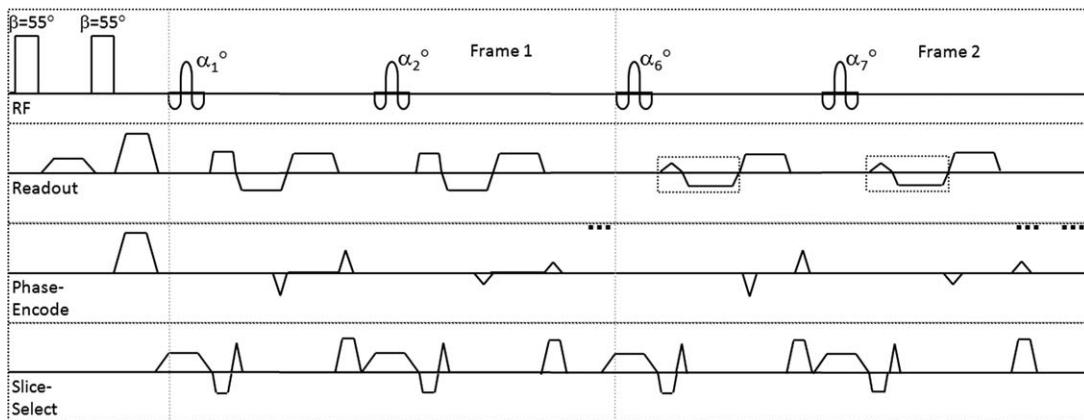 β=55° β=55°
α1° α2° Frame 1 α6° α7° Frame 2
RF
Readout
...
... ...
Phase-
Encode
Slice-
Select